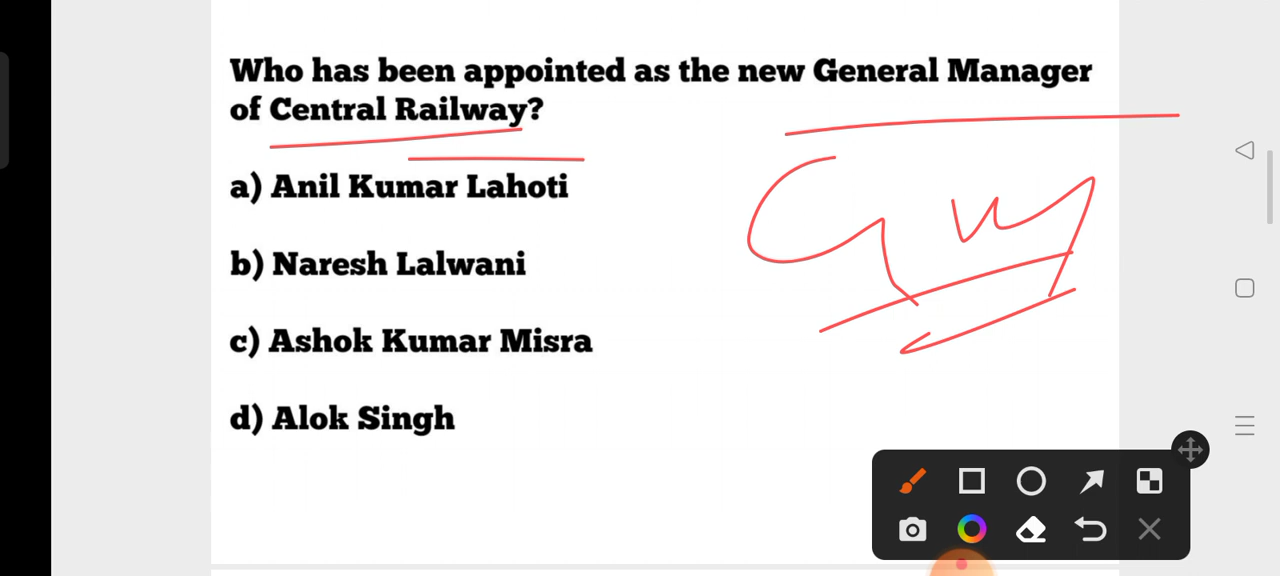 Who has been appointed as the new General Manager
of Central Railway?
a) Anil Kumar Lahoti
b) Naresh Lalwani
c) Ashok Kumar Misra
d) Alok Singh